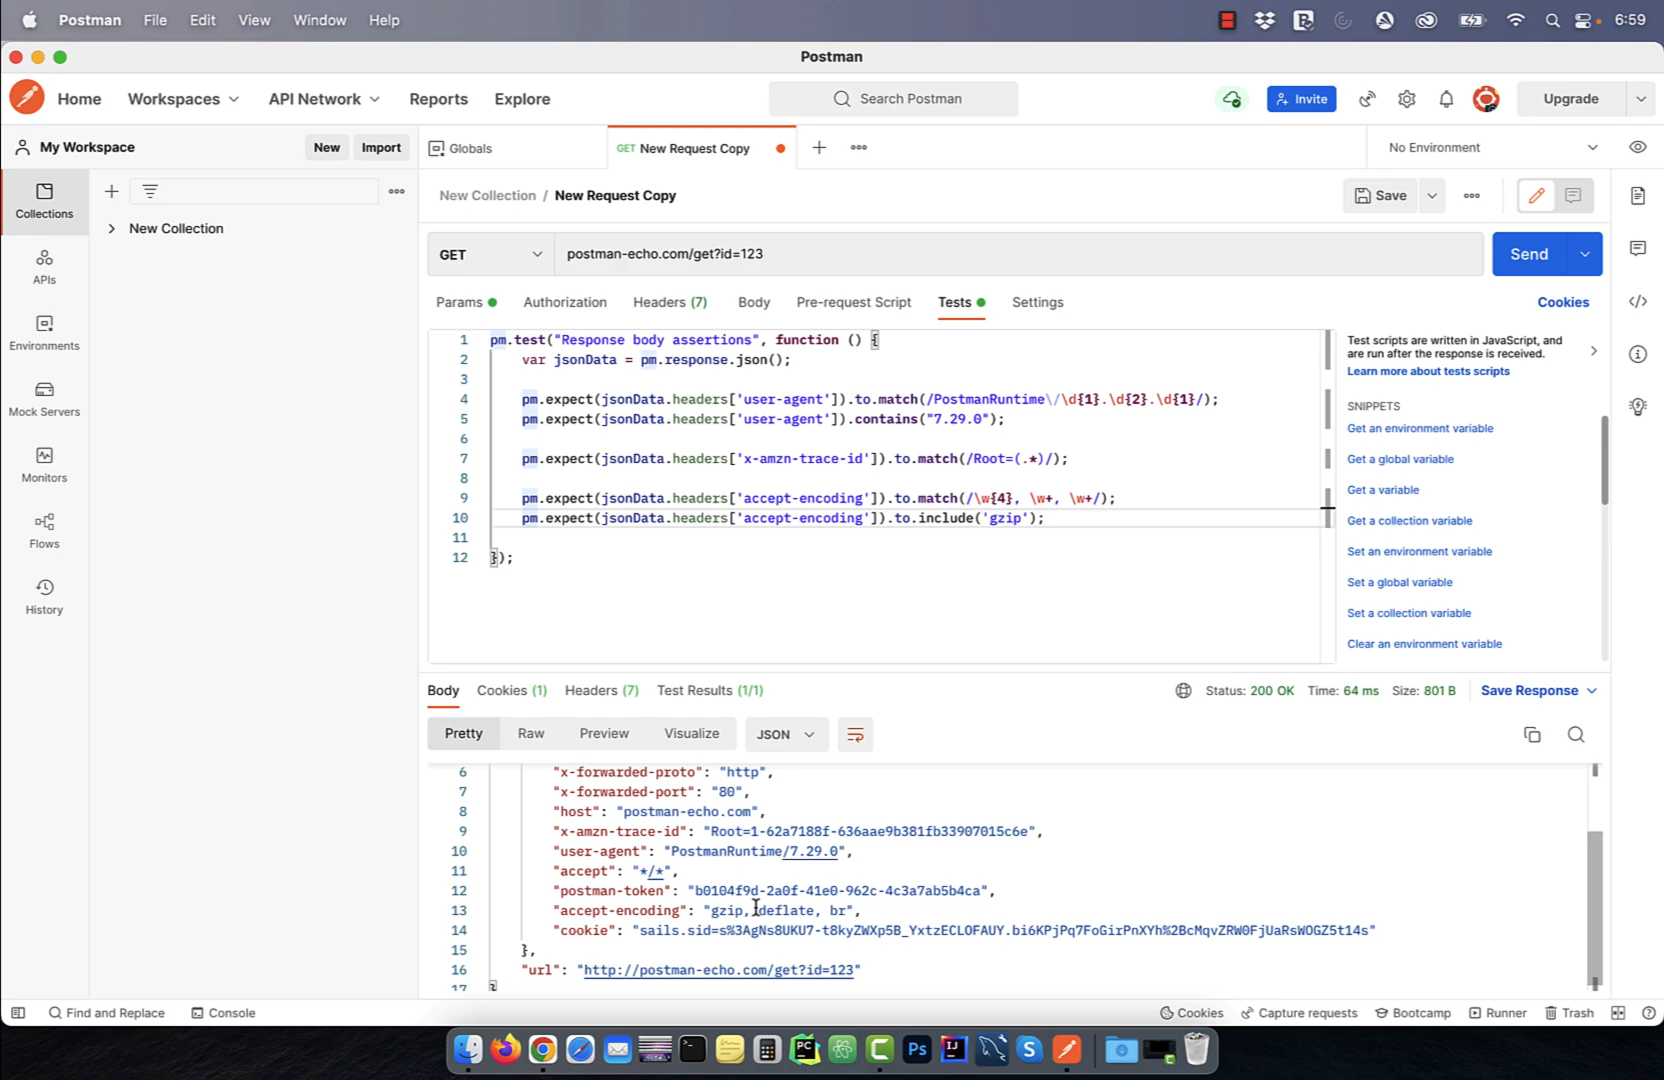 Postman File Edit View Window Help 6:59
Postman
Home Workspaces API Network Reports Explore Search Postman Invite Upgrade
My Workspace New Import Globals GET New Request Copy No Environment
Collections
New Collection / New Request Copy Save
New Collection
APIs
GET postman-echo.com/get?id=123 Send
Environments
Params Authorization Headers (7) Body Pre-request Script Tests Settings Cookies
Mock Servers
Monitors
Flows
History
1 pm.test("Response body assertions", function () {
2 var jsonData = pm.response.json();
3
4 pm.expect(jsonData.headers['user-agent']).to.match(/PostmanRuntime\/\d{1}.\d{2}.\d{1}/);
5 pm.expect(jsonData.headers['user-agent']).contains("7.29.0");
6
7 pm.expect(jsonData.headers['x-amzn-trace-id']).to.match(/Root=(.*)/);
8
9 pm.expect(jsonData.headers['accept-encoding']).to.match(/\w{4}, \w+, \w+/);
10 pm.expect(jsonData.headers['accept-encoding']).to.include('gzip');
11
12 });
Test scripts are written in JavaScript, and
are run after the response is received.
Learn more about tests scripts
SNIPPETS
Get an environment variable
Get a global variable
Get a variable
Get a collection variable
Set an environment variable
Set a global variable
Set a collection variable
Clear an environment variable
Body Cookies (1) Headers (7) Test Results (1/1) Status: 200 OK Time: 64 ms Size: 801 B Save Response
Pretty Raw Preview Visualize JSON
6 "x-forwarded-proto": "http",
7 "x-forwarded-port": "80",
8 "host": "postman-echo.com",
9 "x-amzn-trace-id": "Root=1-62a7188f-636aae9b381fb33907015c6e",
10 "user-agent": "PostmanRuntime/7.29.0",
11 "accept": "*/*",
12 "postman-token": "b0104f9d-2a0f-41e0-962c-4c3a7ab5b4ca",
13 "accept-encoding": "gzip, deflate, br",
14 "cookie": "sails.sid=s%3AgNs8UKU7-t8kyZWXp5B_YxtzECLOFAUY.bi6KPjPq7FoGirPnXYh%2BcMqvZRW0FjUaRsWOGZ5t14s"
15 },
16 "url": "http://postman-echo.com/get?id=123"
17 }
Find and Replace Console Cookies Capture requests Bootcamp Runner Trash
PC Ps IJ